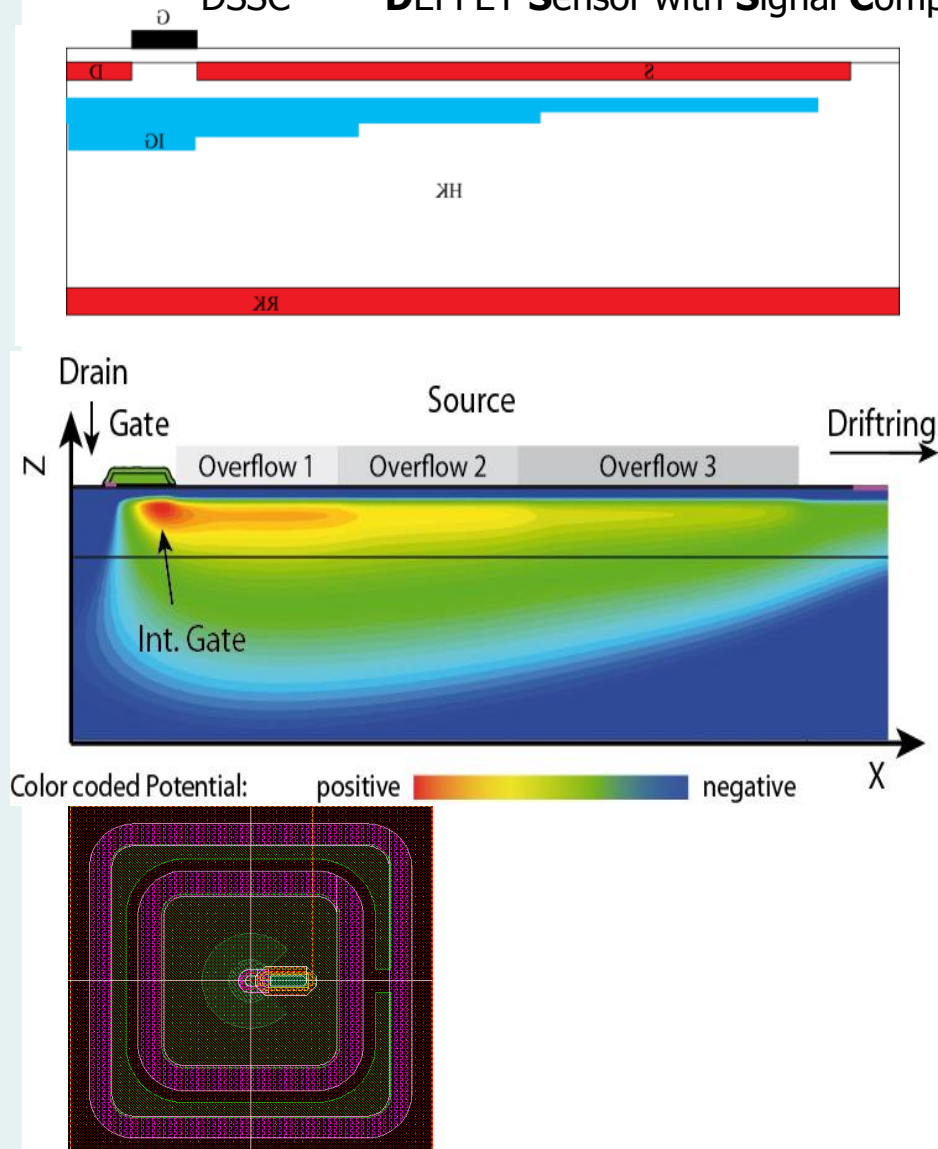 DSSC DEPFET Sensor with Signal Comp
G
D S
IG
HK
RK
Drain
Gate
Source
Driftring
Z
Overflow 1 Overflow 2 Overflow 3
Int. Gate
X
Color coded Potential: positive negative